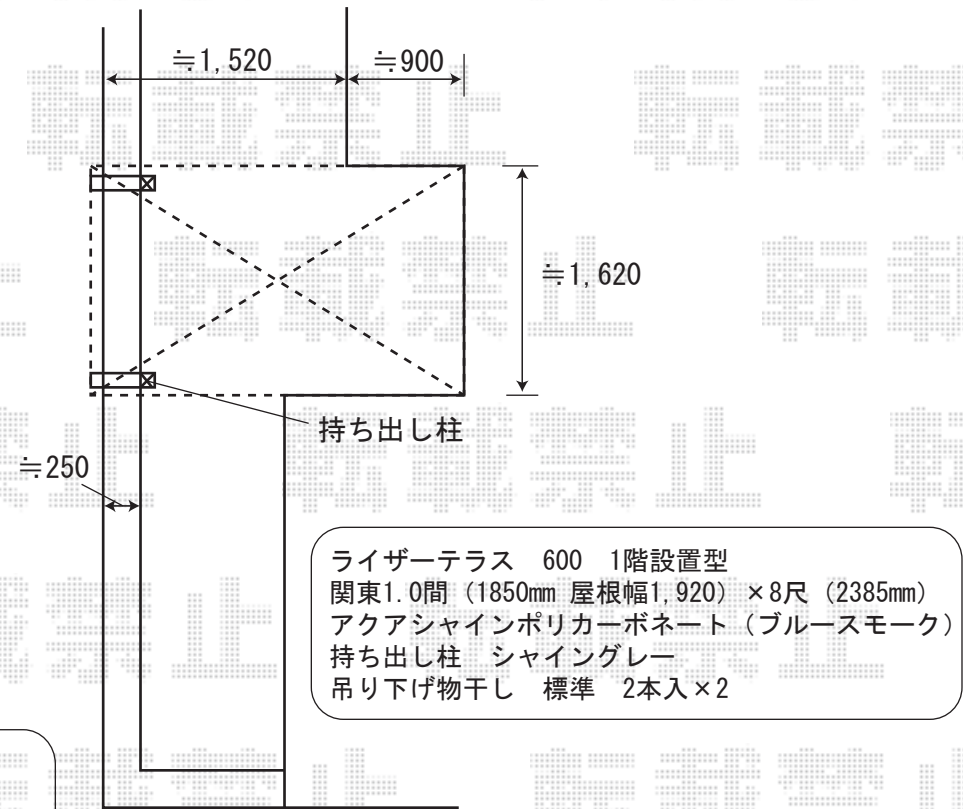 ≒1,520
≒900
≒1,620
持ち出し柱
≒250
ライザーテラス 600 1階設置型
関東1.0間(1850mm 屋根幅1,920)×8尺(2385mm)
アクアシャインポリカーボネート(ブルースモーク)
持ち出し柱 シャイングレー
吊り下げ物干し 標準 2本入×2
転載禁止
転載禁
転載禁止
転載
転載禁止
転載禁止